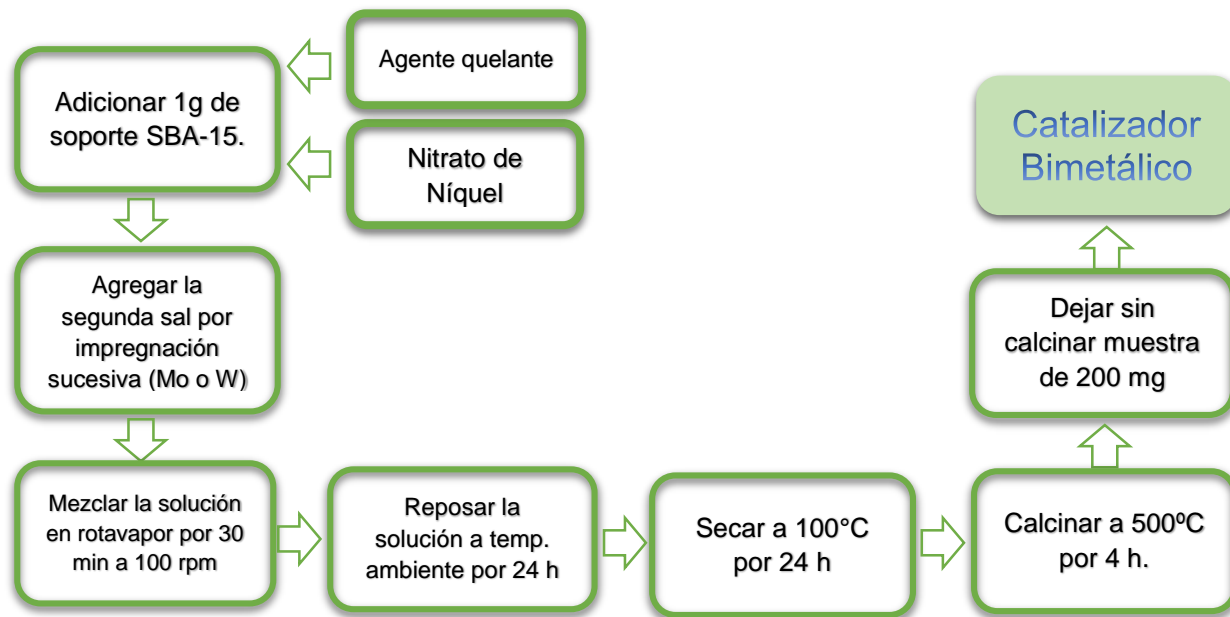 Adicionar 1g de
soporte SBA-15.
Agente quelante
Nitrato de
Níquel
Agregar la
segunda sal por
impregnación
sucesiva (Mo o W)
Mezclar la solución
en rotavapor por 30
min a 100 rpm
Reposar la
solución a temp.
ambiente por 24 h
Secar a 100°C
por 24 h
Calcinar a 500ºC
por 4 h.
Dejar sin
calcinar muestra
de 200 mg
Catalizador
Bimetálico